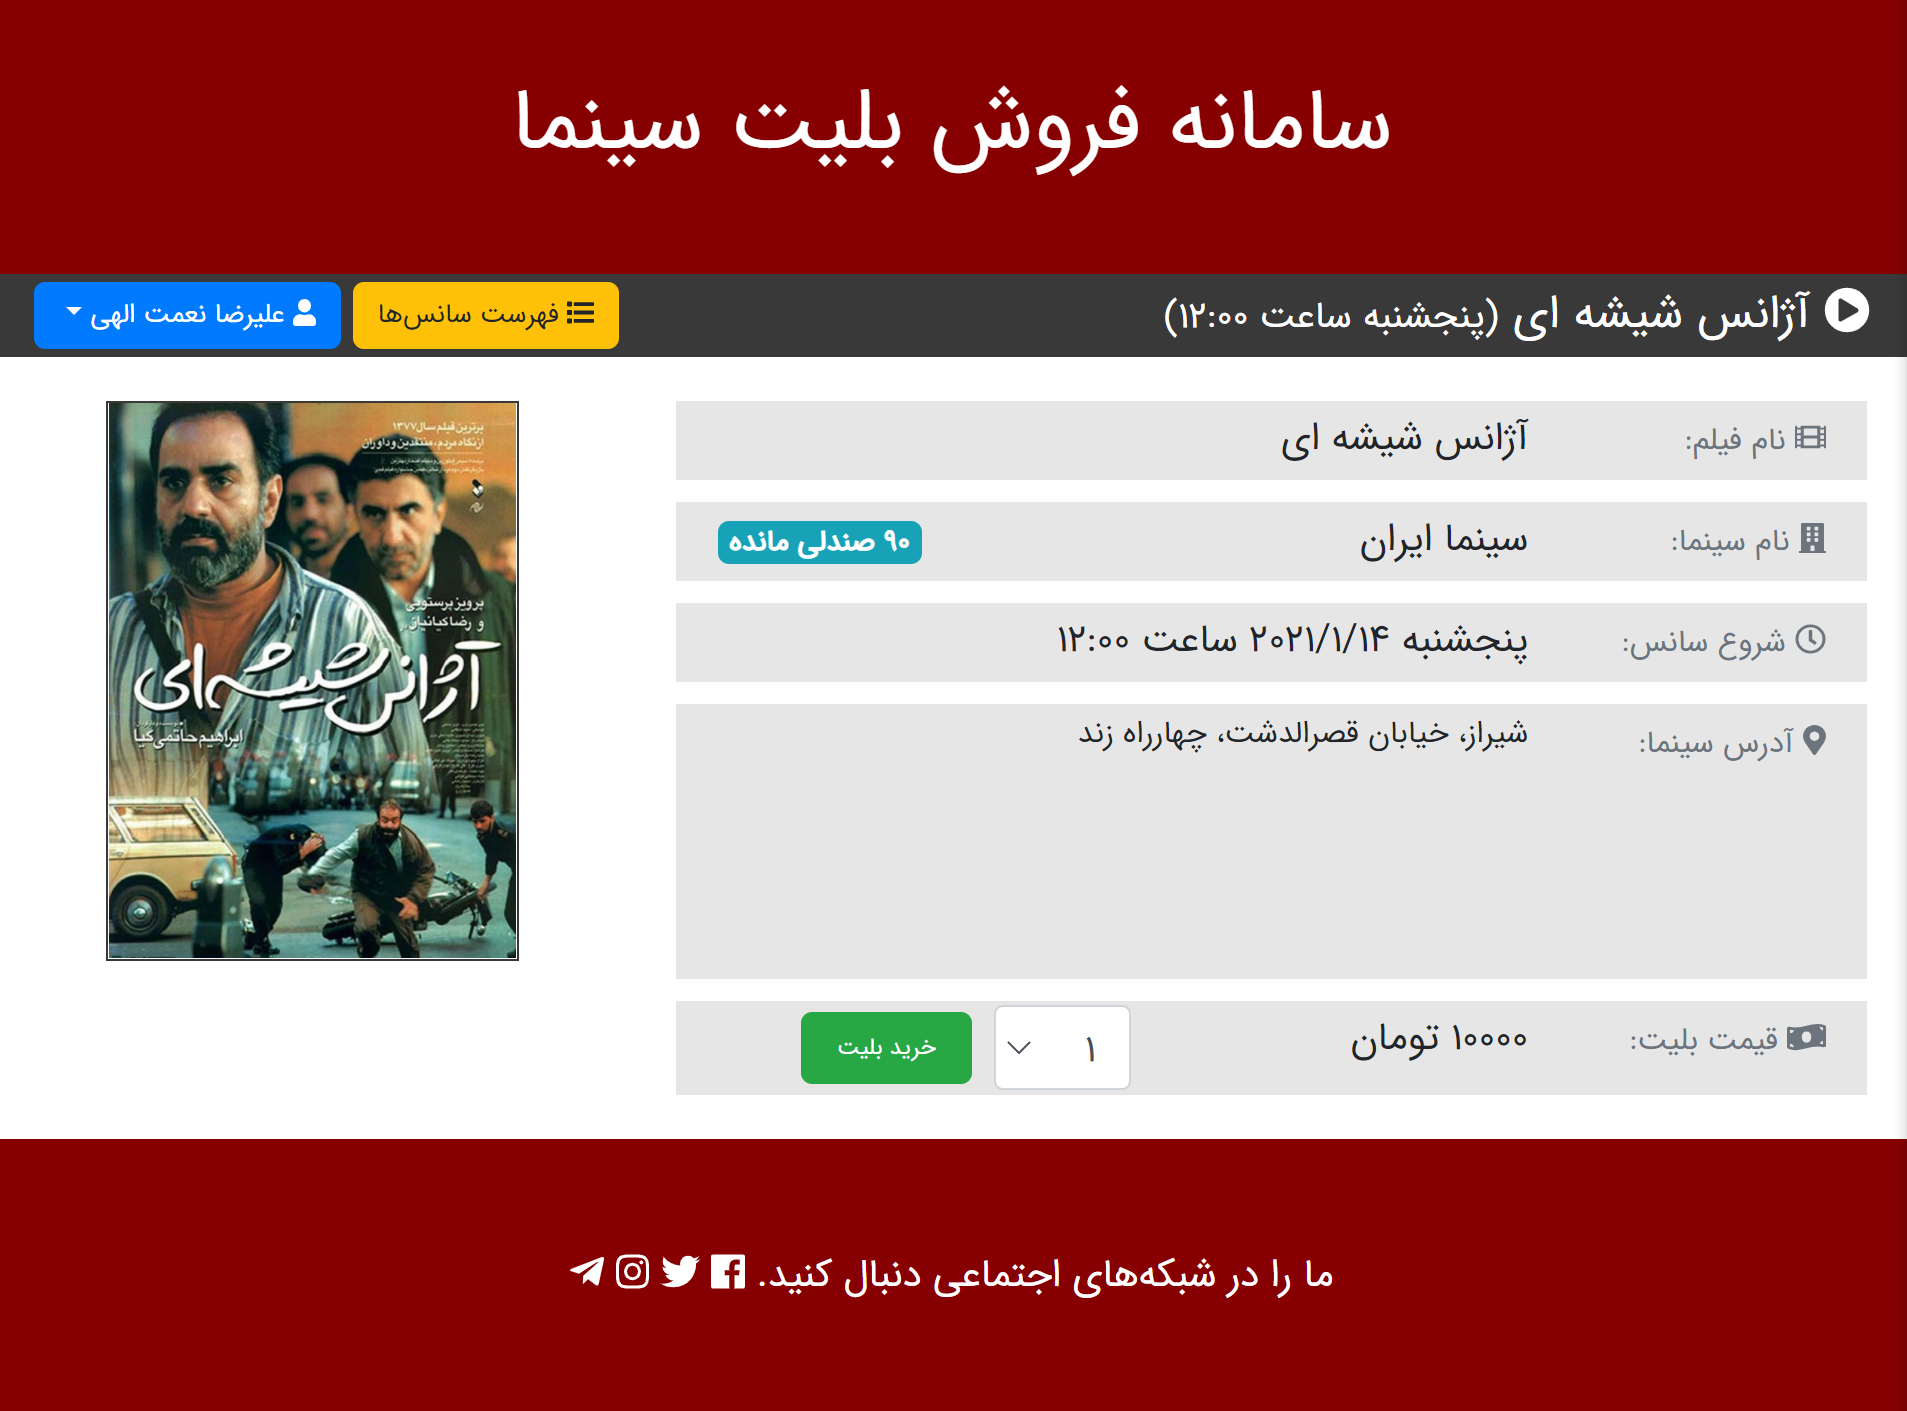 سامانه فروش بلیت سینما
آژانس شیشه ای (پنجشنبه ساعت ۱۲:۰۰)
فهرست سانس‌ها
علیرضا نعمت الهی
نام فیلم:
آژانس شیشه ای
نام سینما:
سینما ایران
۹۰ صندلی مانده
شروع سانس:
پنجشنبه ۲۰۲۱/۱/۱۴ ساعت ۱۲:۰۰
آدرس سینما:
شیراز، خیابان قصرالدشت، چهارراه زند
قیمت بلیت:
۱۰۰۰۰ تومان
۱
خرید بلیت
برترین فیلم سال ۱۳۷۷
از نگاه مردم، منتقدین و داوران
پرویز پرستویی
و رضا کیانیان در
آژانس شیشه‌ای
ابراهیم حاتمی کیا
ما را در شبکه‌های اجتماعی دنبال کنید.